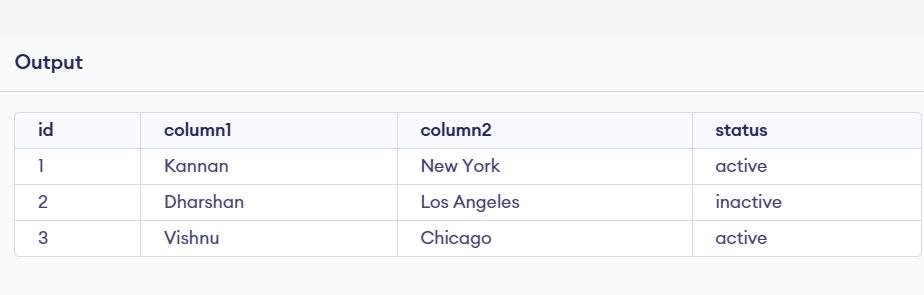 Output
id column1 column2 status
1 Kannan New York active
2 Dharshan Los Angeles inactive
3 Vishnu Chicago active